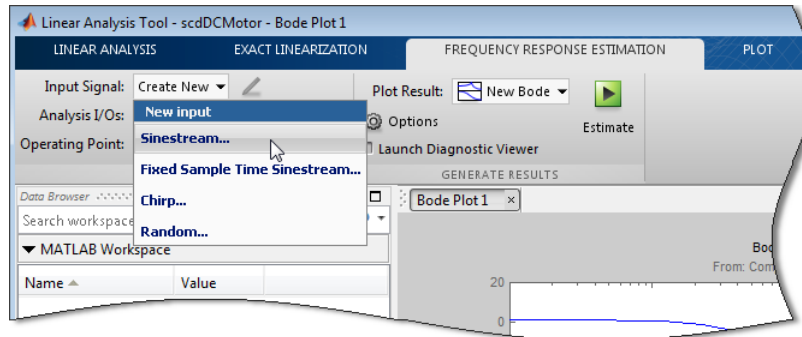 Linear Analysis Tool - scdDCMotor - Bode Plot 1
LINEAR ANALYSIS EXACT LINEARIZATION FREQUENCY RESPONSE ESTIMATION PLOT
Input Signal: Create New Plot Result: New Bode
Analysis I/Os: New input Options Estimate
Operating Point: Sinestream... Launch Diagnostic Viewer
Fixed Sample Time Sinestream... GENERATE RESULTS
Data Browser Chirp... Bode Plot 1 ×
Search workspace Random...
MATLAB Workspace
Name Value
From:
20
0